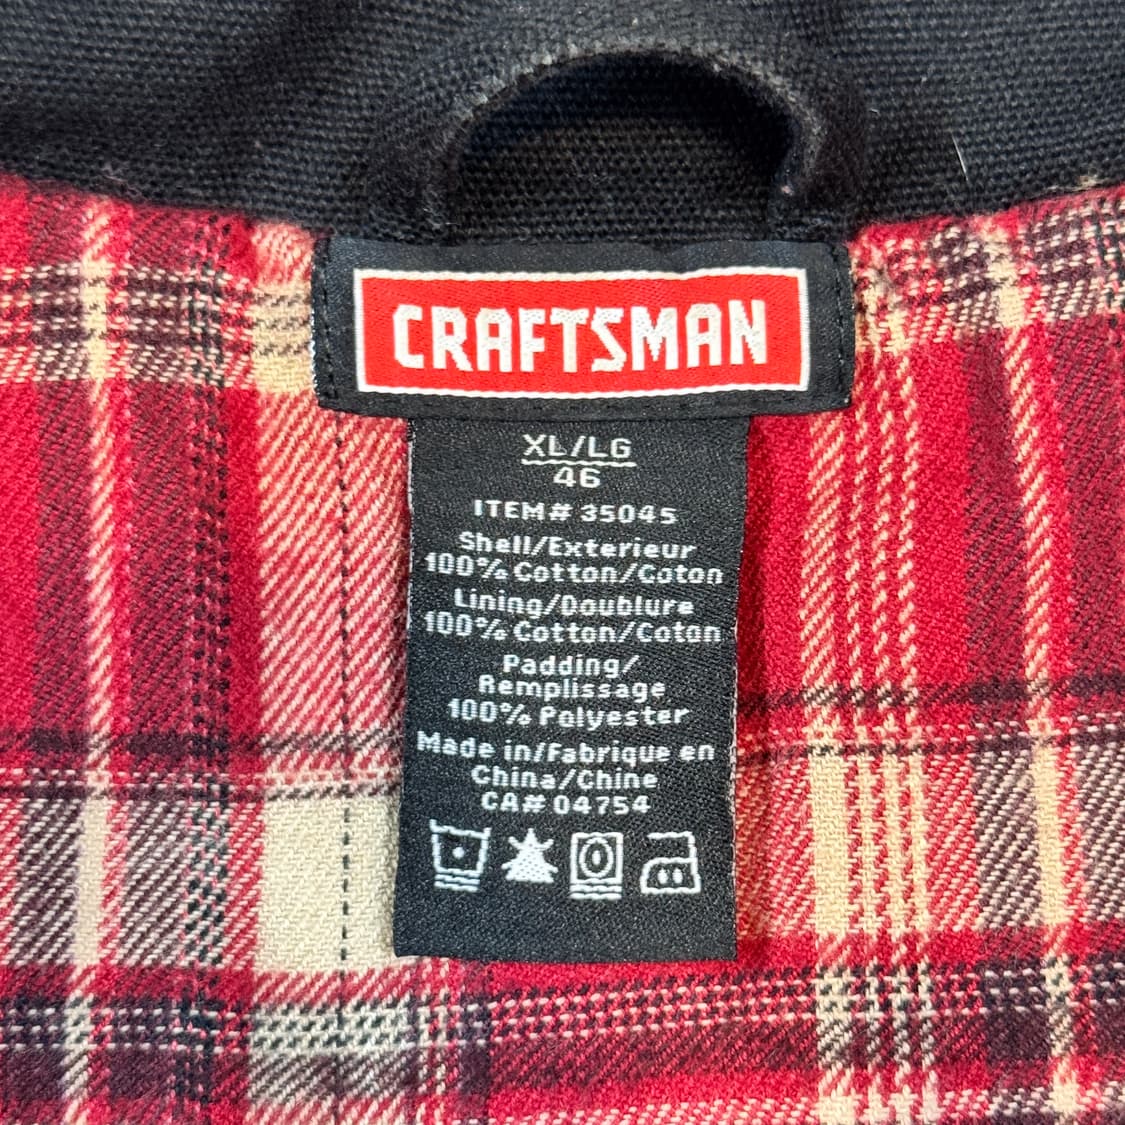 CRAFTSMAN
XL/LG
46
ITEM# 35045
Shell/Exterieur
100% Cotton/Coton
Lining/Doublure
100% Cotton/Coton
Padding/
Remplissage
100% Polyester
Made in/Fabrique en
China/Chine
CA# 04754